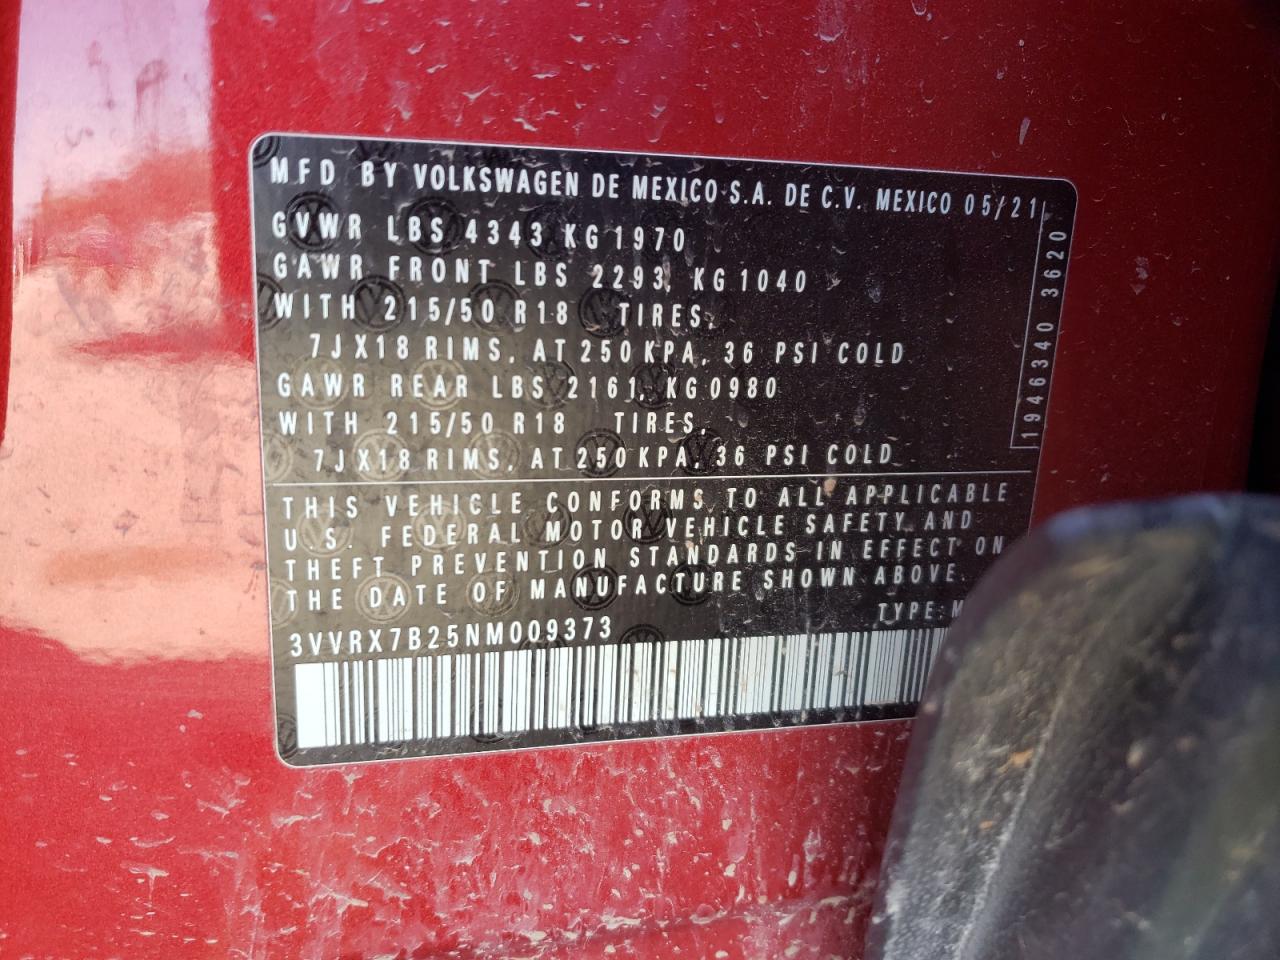 MFD BY VOLKSWAGEN DE MEXICO S.A. DE C.V. MEXICO 05/21
GVWR LBS 4343 KG 1970
GAWR FRONT LBS 2293, KG 1040
WITH 215/50 R18 TIRES,
7JX18 RIMS, AT 250 KPA, 36 PSI COLD
GAWR REAR LBS 2161, KG 0980
WITH 215/50 R18 TIRES,
7JX18 RIMS, AT 250 KPA, 36 PSI COLD
1946340 3620
THIS VEHICLE CONFORMS TO ALL APPLICABLE
U.S. FEDERAL MOTOR VEHICLE SAFETY AND
THEFT PREVENTION STANDARDS IN EFFECT ON
THE DATE OF MANUFACTURE SHOWN ABOVE.
TYPE:
3VVRX7B25NM009373